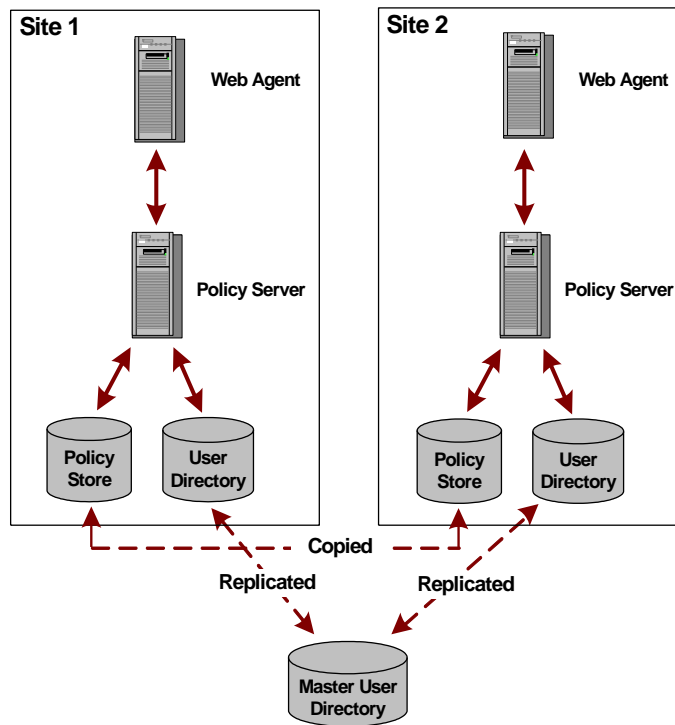 Site 1
Web Agent
Policy Server
Policy
Store
User
Directory
Site 2
Web Agent
Policy Server
Policy
Store
User
Directory
Copied
Replicated
Replicated
Master User
Directory